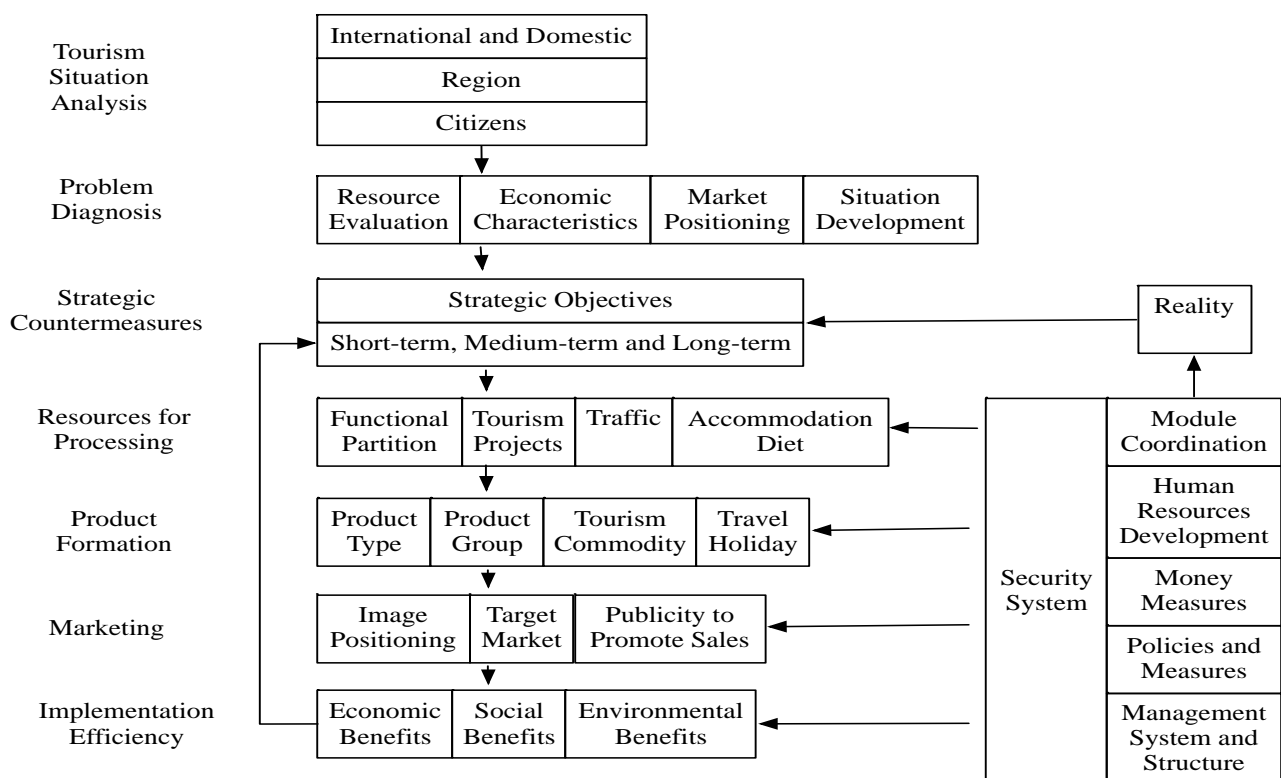 Tourism
Situation
Analysis
International and Domestic
Region
Citizens
Problem
Diagnosis
Resource
Evaluation
Economic
Characteristics
Market
Positioning
Situation
Development
Strategic
Countermeasures
Strategic Objectives
Short-term, Medium-term and Long-term
Reality
Resources for
Processing
Functional
Partition
Tourism
Projects
Traffic
Accommodation
Diet
Product
Formation
Product
Type
Product
Group
Tourism
Commodity
Travel
Holiday
Marketing
Image
Positioning
Target
Market
Publicity to
Promote Sales
Implementation
Efficiency
Economic
Benefits
Social
Benefits
Environmental
Benefits
Security
System
Module
Coordination
Human
Resources
Development
Money
Measures
Policies and
Measures
Management
System and
Structure